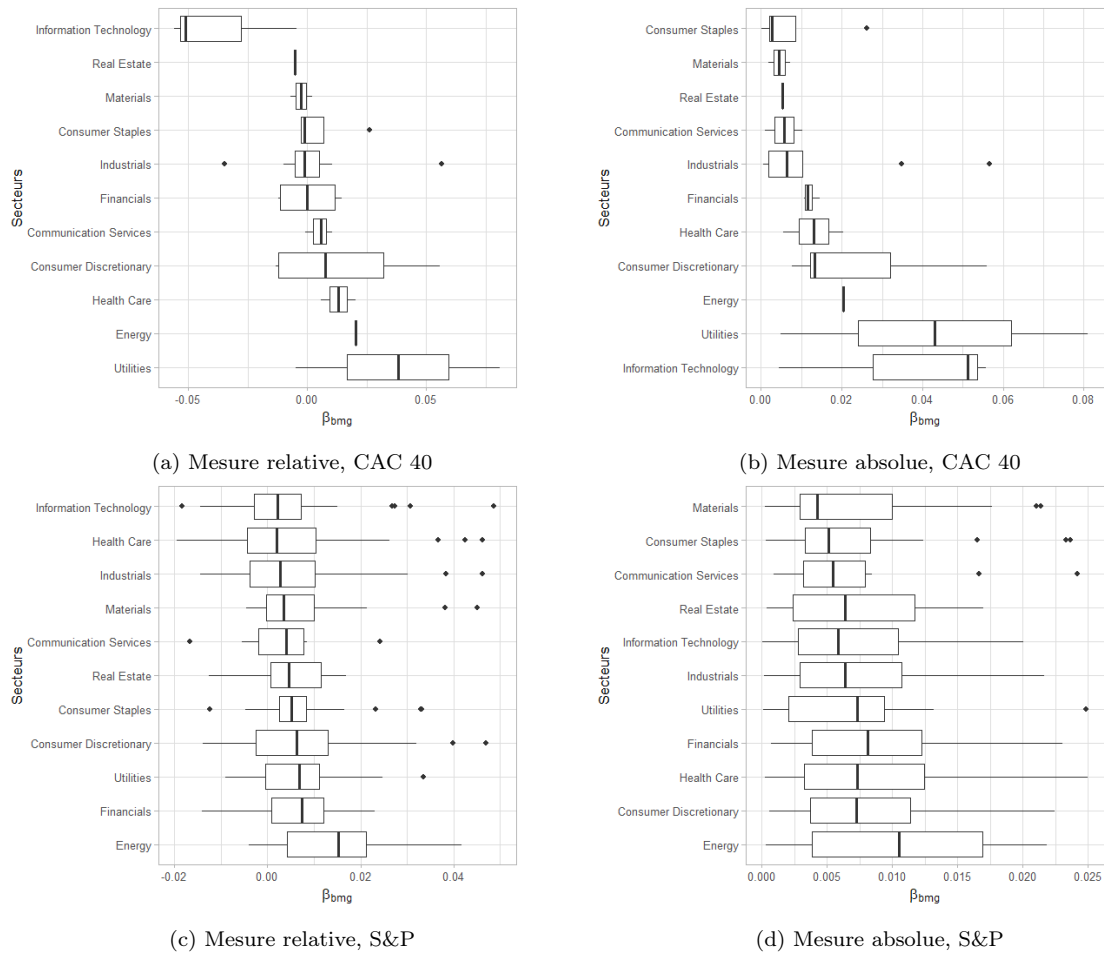 Secteurs
Information Technology
Real Estate
Materials
Consumer Staples
Industrials
Financials
Communication Services
Consumer Discretionary
Health Care
Energy
Utilities
-0.05 0.00 0.05
βbmg
(a) Mesure relative, CAC 40
Secteurs
Consumer Staples
Materials
Real Estate
Communication Services
Industrials
Financials
Health Care
Consumer Discretionary
Energy
Utilities
Information Technology
0.00 0.02 0.04 0.06 0.08
βbmg
(b) Mesure absolue, CAC 40
Secteurs
Information Technology
Health Care
Industrials
Materials
Communication Services
Real Estate
Consumer Staples
Consumer Discretionary
Utilities
Financials
Energy
-0.02 0.00 0.02 0.04
βbmg
(c) Mesure relative, S&P
Secteurs
Materials
Consumer Staples
Communication Services
Real Estate
Information Technology
Industrials
Utilities
Financials
Health Care
Consumer Discretionary
Energy
0.000 0.005 0.010 0.015 0.020 0.025
βbmg
(d) Mesure absolue, S&P